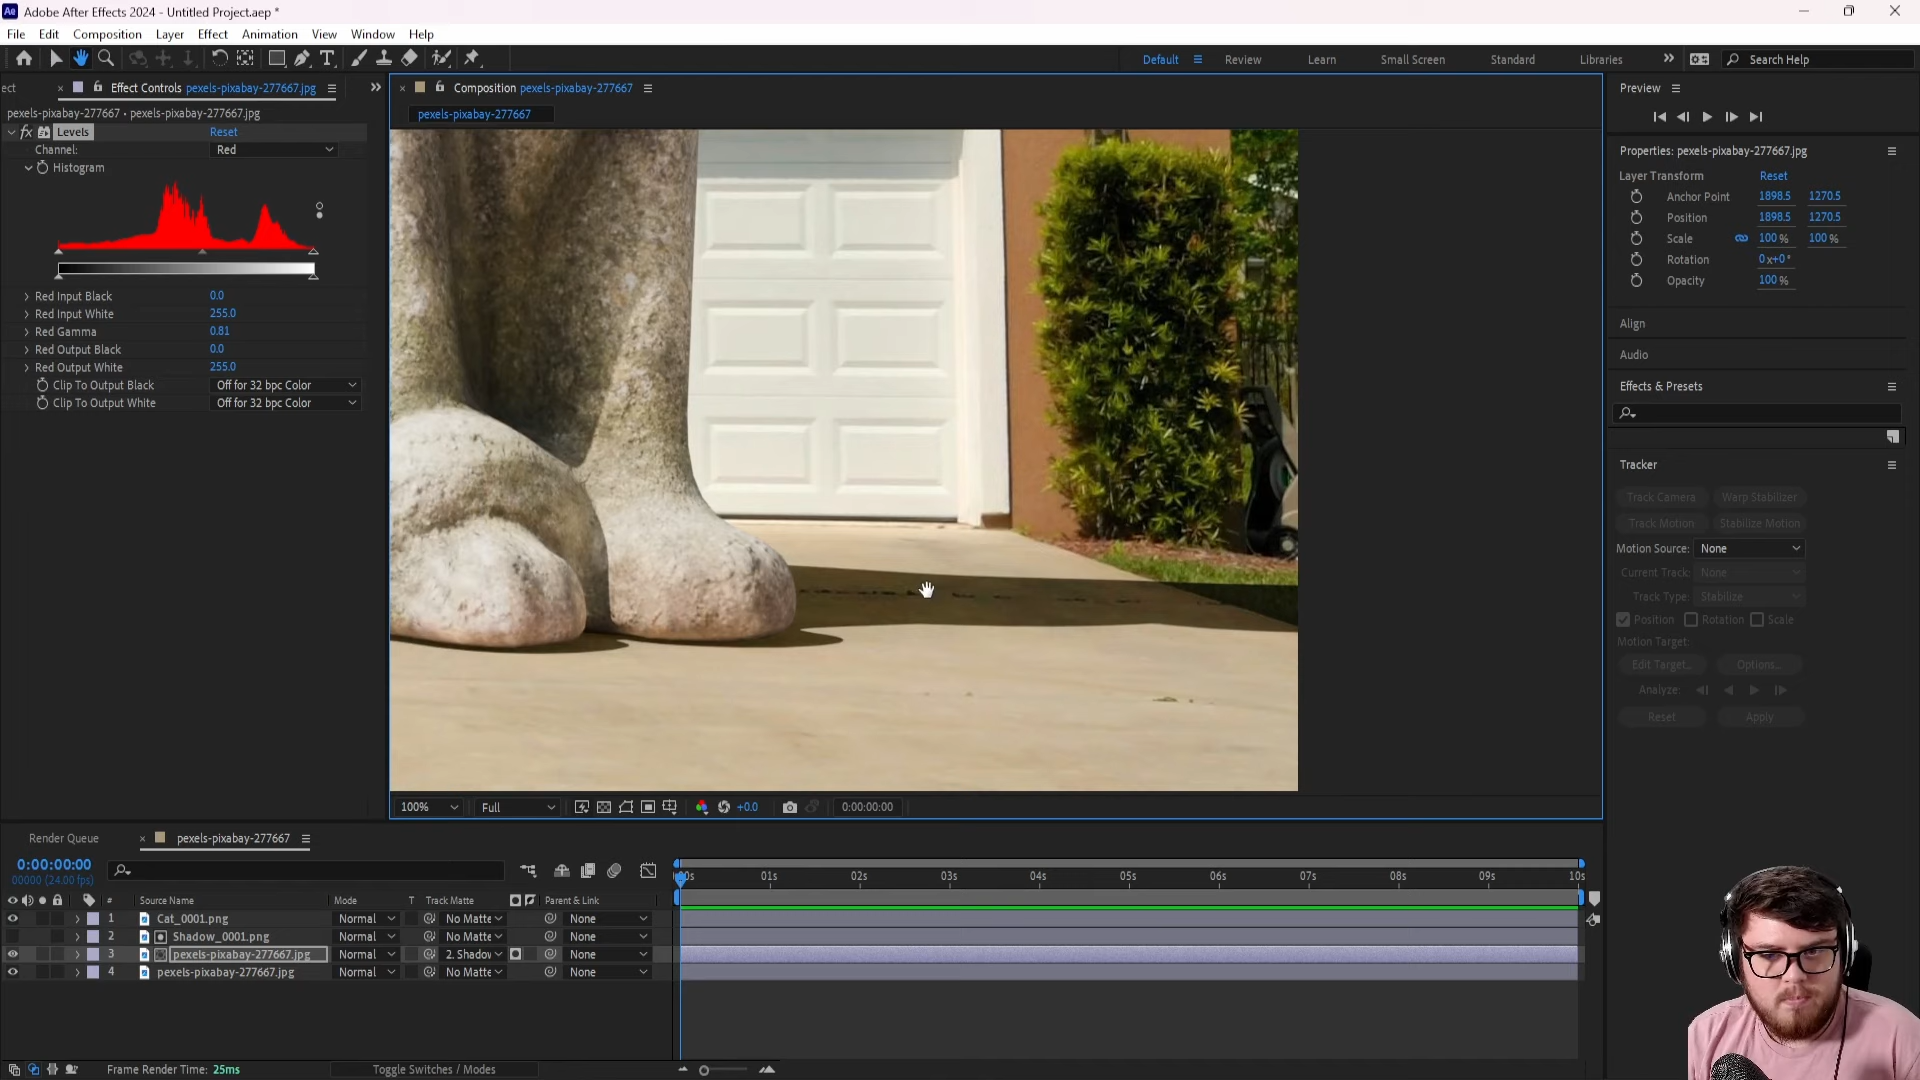 Adobe After Effects 2024 - Untitled Project.aep *
File Edit Composition Layer Effect Animation View Window Help
Default Review Learn Small Screen Standard Libraries Search Help
ect Effect Controls pexels-pixabay-277667.jpg
pexels-pixabay-277667 • pexels-pixabay-277667.jpg
fx Levels Reset
Channel: Red
Histogram
Red Input Black 0.0
Red Input White 255.0
Red Gamma 0.81
Red Output Black 0.0
Red Output White 255.0
Clip To Output Black Off for 32 bpc Color
Clip To Output White Off for 32 bpc Color
Composition pexels-pixabay-277667
pexels-pixabay-277667
100% Full +0.0 0:00:00:00
Preview
Properties: pexels-pixabay-277667.jpg
Layer Transform Reset
Anchor Point 1898.5 1270.5
Position 1898.5 1270.5
Scale 100 % 100 %
Rotation 0x+0°
Opacity 100 %
Align
Audio
Effects & Presets
Tracker
Track Camera Warp Stabilizer
Track Motion Stabilize Motion
Motion Source: None
Current Track: None
Track Type: Stabilize
Position Rotation Scale
Motion Target:
Edit Target... Options...
Analyze:
Reset Apply
Render Queue pexels-pixabay-277667
0:00:00:00
00000 (24.00 fps)
00s 01s 02s 03s 04s 05s 06s 07s 08s 09s 10s
# Source Name Mode T Track Matte Parent & Link
1 Cat_0001.png Normal No Matte None
2 Shadow_0001.png Normal No Matte None
3 pexels-pixabay-277667.jpg Normal 2. Shadov None
4 pexels-pixabay-277667.jpg Normal No Matte None
Frame Render Time: 25ms Toggle Switches / Modes